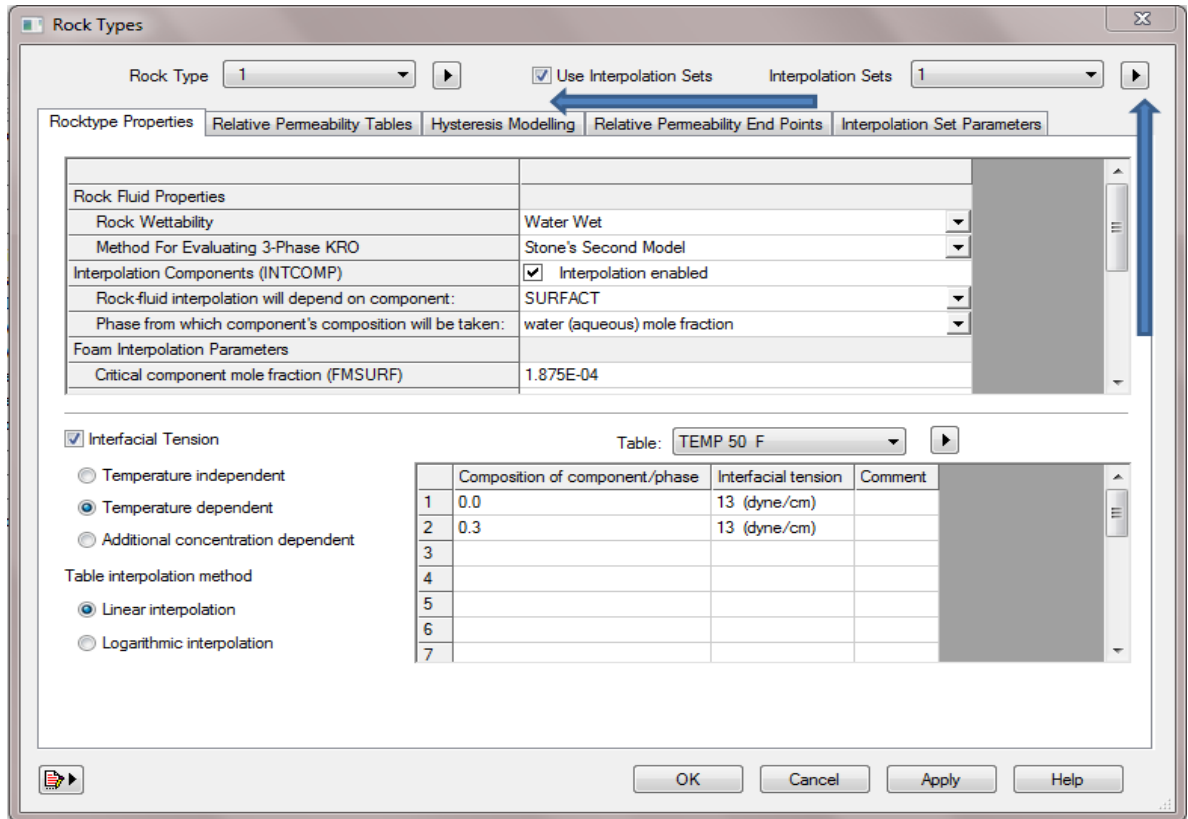 Rock Types
Rock Type 1 Use Interpolation Sets Interpolation Sets 1
Rocktype Properties Relative Permeability Tables Hysteresis Modelling Relative Permeability End Points Interpolation Set Parameters
Rock Fluid Properties
Rock Wettability Water Wet
Method For Evaluating 3-Phase KRO Stone's Second Model
Interpolation Components (INTCOMP) Interpolation enabled
Rock-fluid interpolation will depend on component: SURFACT
Phase from which component's composition will be taken: water (aqueous) mole fraction
Foam Interpolation Parameters
Critical component mole fraction (FMSURF) 1.875E-04
Interfacial Tension
Table: TEMP 50 F
Temperature independent
Temperature dependent
Additional concentration dependent
Table interpolation method
Linear interpolation
Logarithmic interpolation
Composition of component/phase Interfacial tension Comment
1 0.0 13 (dyne/cm)
2 0.3 13 (dyne/cm)
3
4
5
6
7
OK Cancel Apply Help